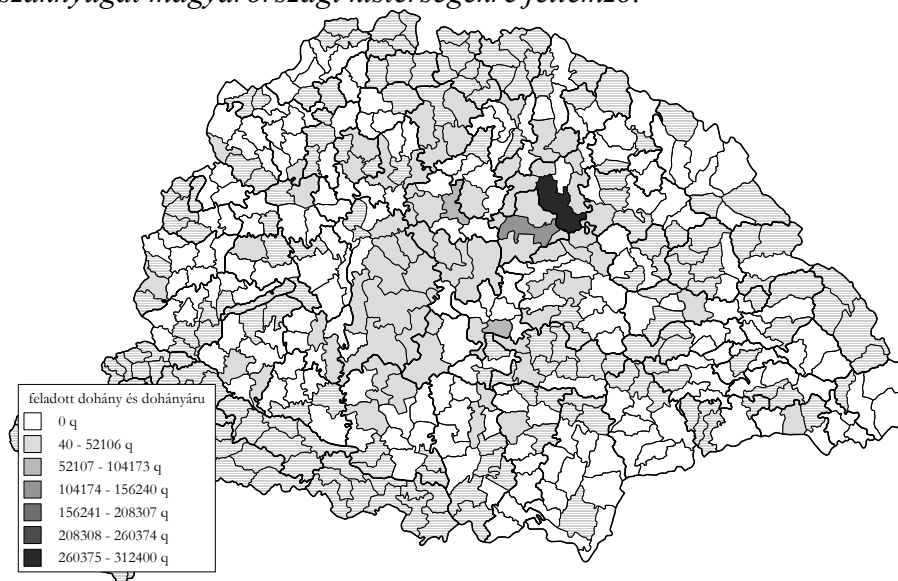 feladott dohány és dohányáru
0 q
40 - 52106 q
52107 - 104173 q
104174 - 156240 q
156241 - 208307 q
208308 - 260374 q
260375 - 312400 q